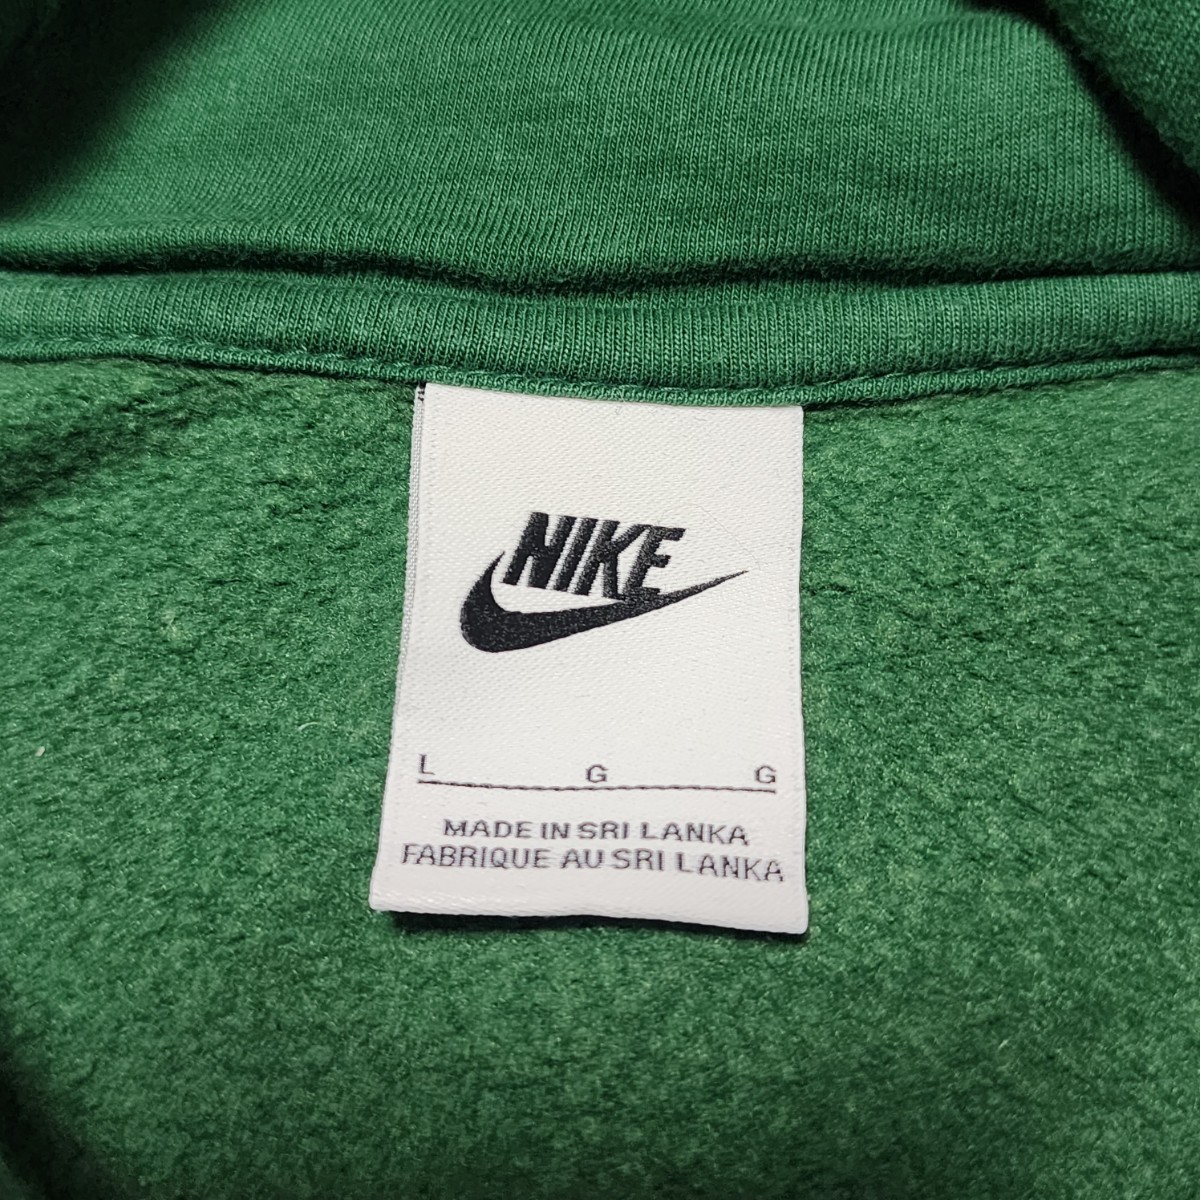 NIKE
L G G
MADE IN SRI LANKA
FABRIQUE AU SRI LANKA